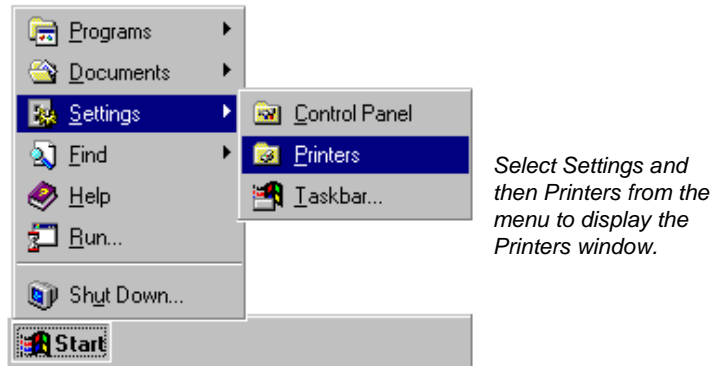 Programs
Documents
Settings
Find
Help
Run...
Shut Down...
Start
Control Panel
Printers
Taskbar...
Select Settings and
then Printers from the
menu to display the
Printers window.